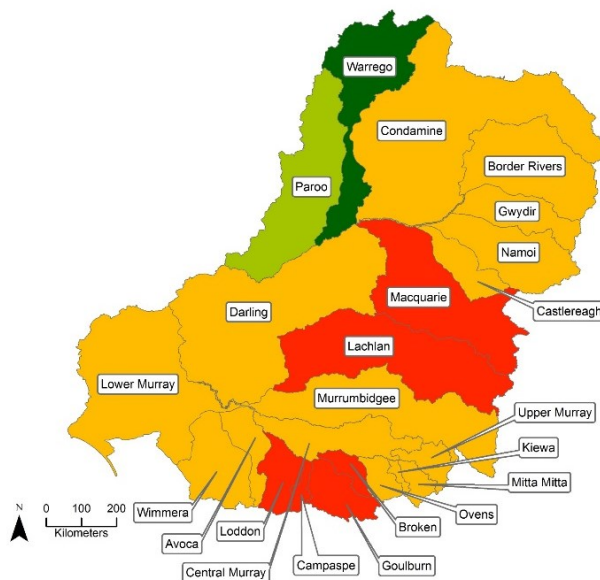 Warrego
Condamine
Border Rivers
Paroo
Gwydir
Namoi
Castlereagh
Macquarie
Darling
Lachlan
Lower Murray
Murrumbidgee
Upper Murray
Kiewa
Mitta Mitta
Ovens
Broken
Wimmera
Avoca
Loddon
Central Murray
Campaspe
Goulburn
N
0 50 100 200
Kilometers